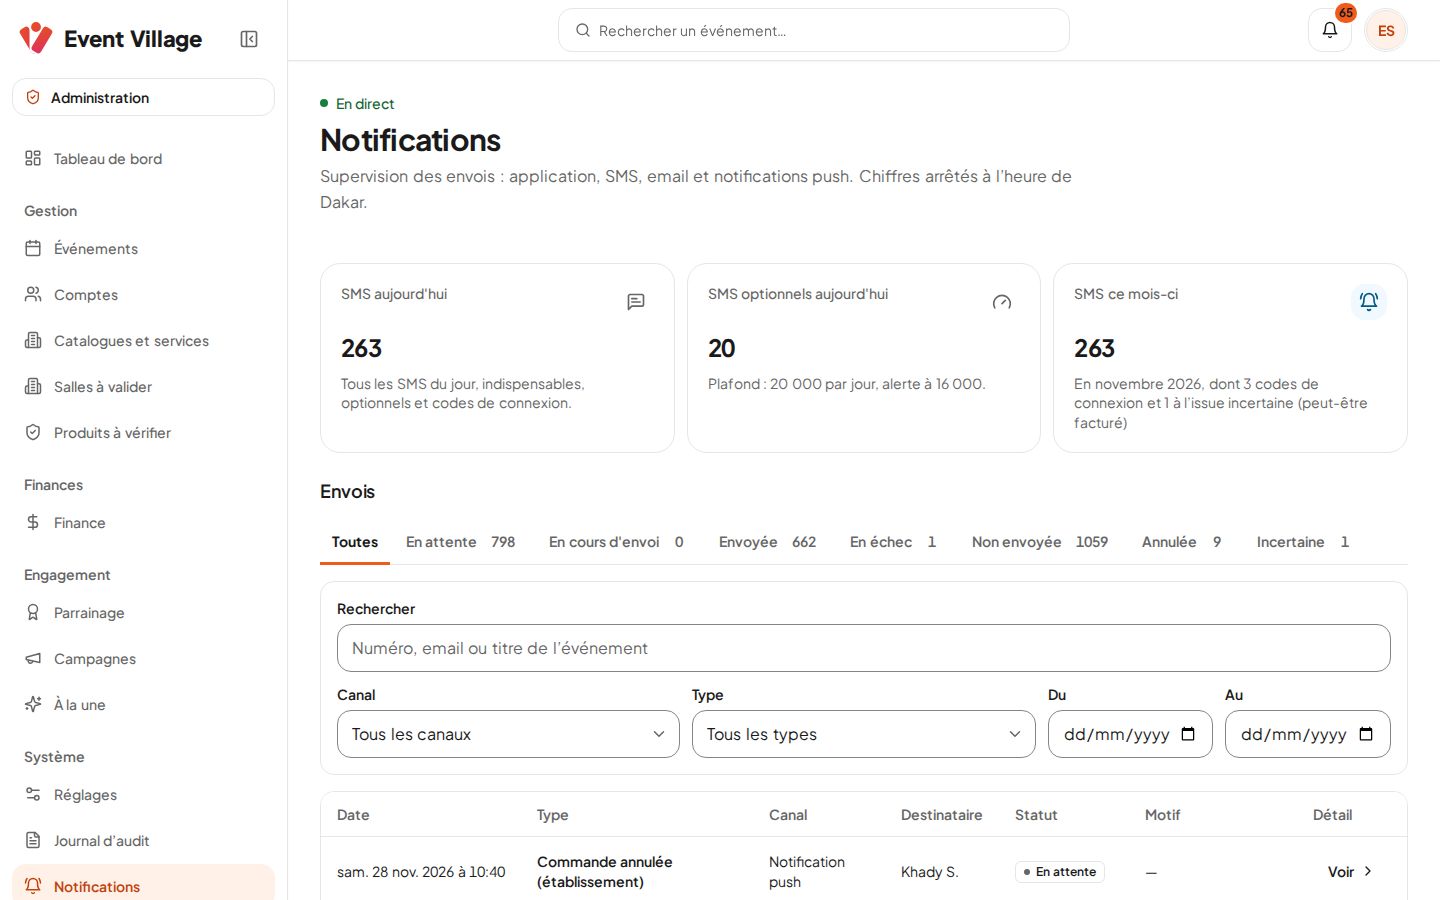 Event Village
Rechercher un événement…
65
ES
Administration
Tableau de bord
Gestion
Événements
Comptes
Catalogues et services
Salles à valider
Produits à vérifier
Finances
Finance
Engagement
Parrainage
Campagnes
À la une
Système
Réglages
Journal d’audit
Notifications
En direct
Notifications
Supervision des envois : application, SMS, email et notifications push. Chiffres arrêtés à l’heure de
Dakar.
SMS aujourd'hui
263
Tous les SMS du jour, indispensables,
optionnels et codes de connexion.
SMS optionnels aujourd'hui
20
Plafond : 20 000 par jour, alerte à 16 000.
SMS ce mois-ci
263
En novembre 2026, dont 3 codes de
connexion et 1 à l’issue incertaine (peut-être
facturé)
Envois
Toutes En attente 798 En cours d'envoi 0 Envoyée 662 En échec 1 Non envoyée 1059 Annulée 9 Incertaine 1
Rechercher
Numéro, email ou titre de l’événement
Canal Type Du Au
Tous les canaux Tous les types dd/mm/yyyy dd/mm/yyyy
Date Type Canal Destinataire Statut Motif Détail
sam. 28 nov. 2026 à 10:40 Commande annulée (établissement) Notification push Khady S. En attente — Voir